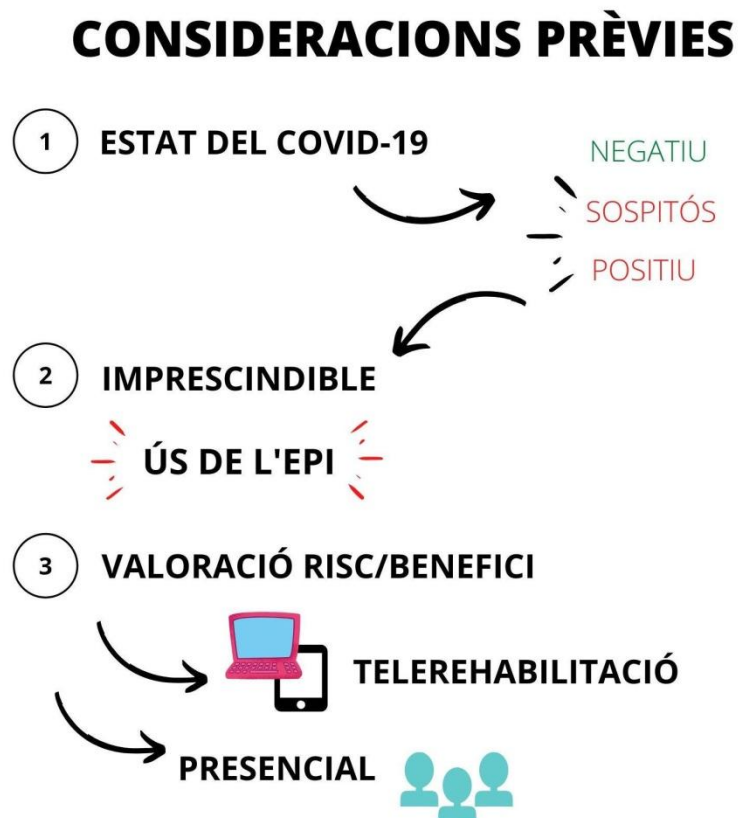 CONSIDERACIONS PRÈVIES
1 ESTAT DEL COVID-19
NEGATIU
SOSPITÓS
POSITIU
2 IMPRESCINDIBLE
ÚS DE L'EPI
3 VALORACIÓ RISC/BENEFICI
TELEREHABILITACIÓ
PRESENCIAL